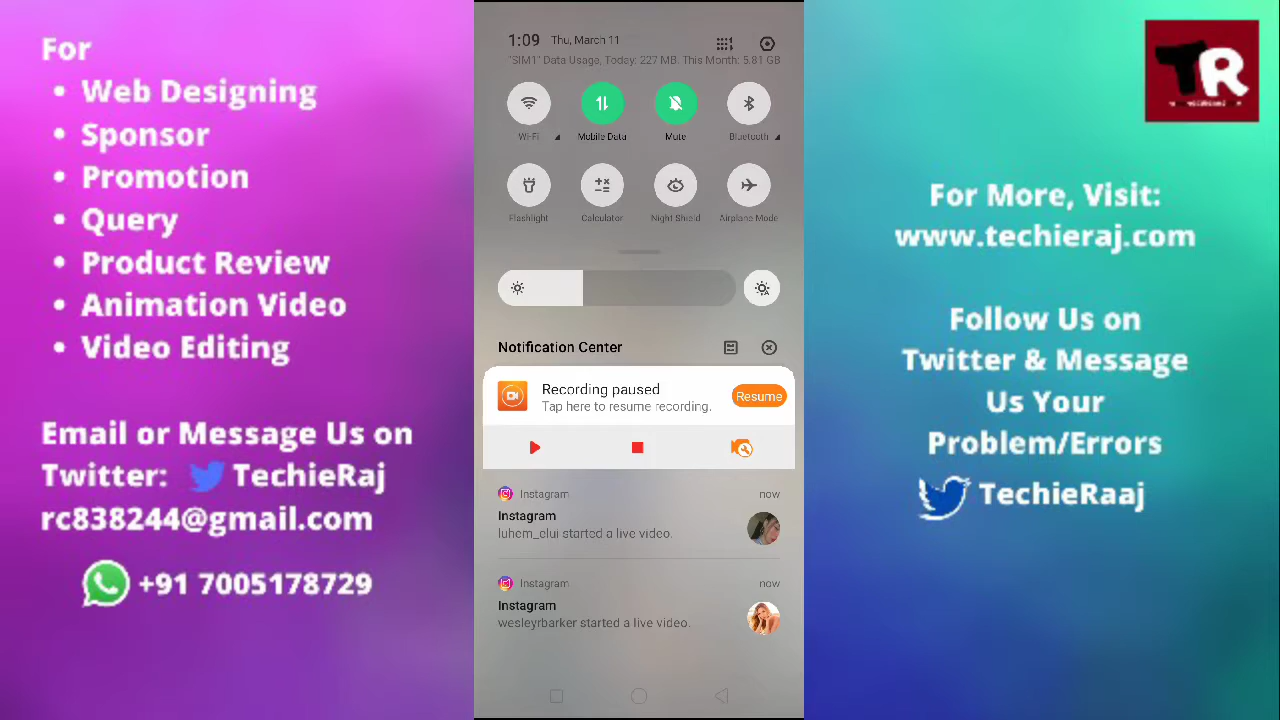 For
• Web Designing
• Sponsor
• Promotion
• Query
• Product Review
• Animation Video
• Video Editing
Email or Message Us on
Twitter: TechieRaj
rc838244@gmail.com
+91 7005178729
1:09 Thu, March 11
"SIM1" Data Usage, Today: 227 MB. This Month: 5.81 GB
Wi-Fi Mobile Data Mute Bluetooth
Flashlight Calculator Night Shield Airplane Mode
Notification Center
Recording paused
Tap here to resume recording.
Resume
Instagram now
Instagram
luhem_elui started a live video.
Instagram now
Instagram
wesleyrbarker started a live video.
TR
For More, Visit:
www.techieraj.com
Follow Us on
Twitter & Message
Us Your
Problem/Errors
TechieRaaj